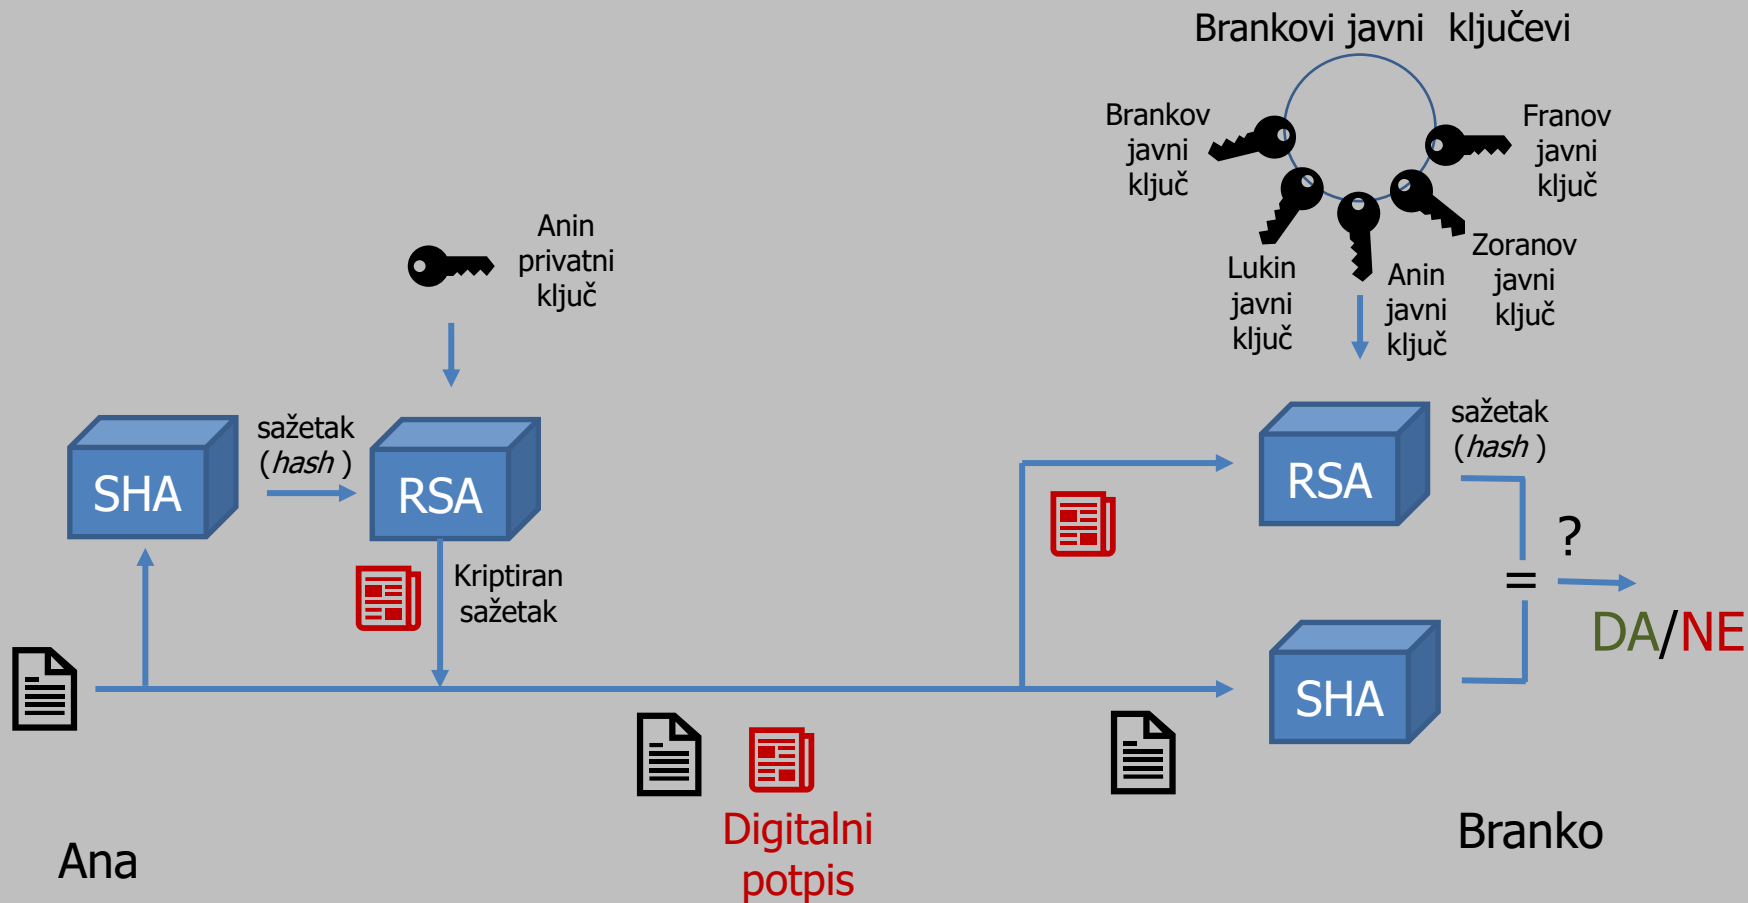 Brankovi javni ključevi
Brankov
javni
ključ
Franov
javni
ključ
Lukin
javni
ključ
Anin
javni
ključ
Zoranov
javni
ključ
Anin
privatni
ključ
SHA
sažetak
(hash )
RSA
Kriptiran
sažetak
RSA
sažetak
(hash )
SHA
=
?
DA/NE
Digitalni
potpis
Ana
Branko